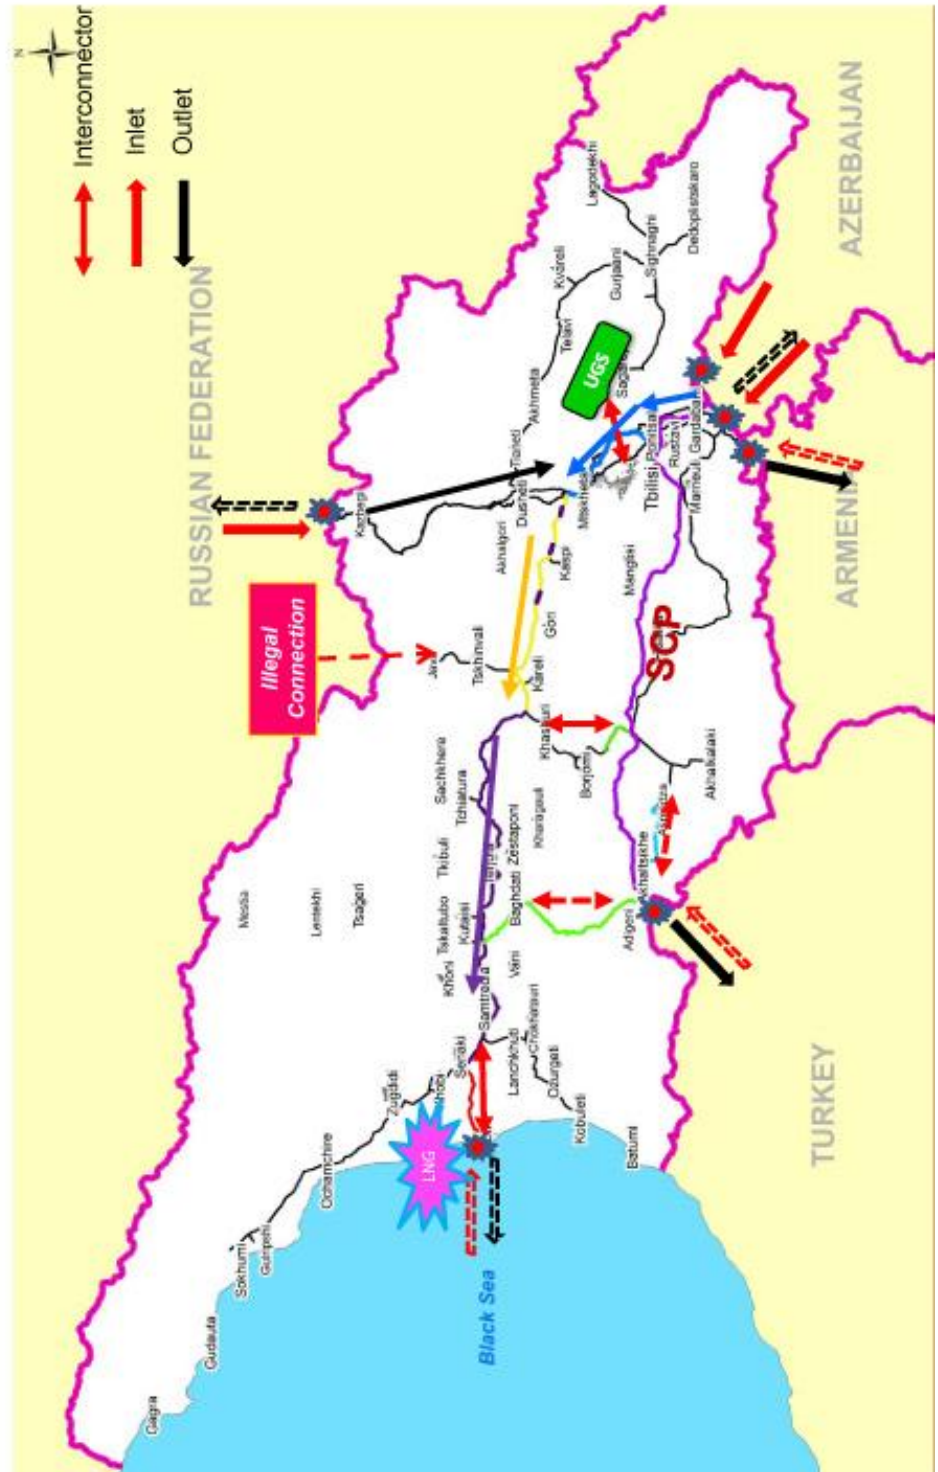 N
Interconnector
Inlet
Outlet
RUSSIAN FEDERATION
AZERBAIJAN
ARMENIA
TURKEY
Black Sea
Illegal
Connection
UGS
LNG
SCP
Gagra
Gudauta
Sokhumi
Gulripshi
Ochamchire
Zugdidi
Senaki
Mestia
Lentekhi
Tsageri
Tskaltubo
Tkibuli
Sachkhere
Tchiatura
Khoni
Kutaisi
Samtredia
Vani
Baghdati
Zestaponi
Kharagauli
Lanchkhuti
Chokhatauri
Ozurgeti
Kobuleti
Batumi
Adigeni
Akhaltsikhe
Akhalkalaki
Borjomi
Khashuri
Kareli
Tskhinvali
Java
Gori
Kaspi
Akhalgori
Dusheti
Tianeti
Kazbegi
Mtskheta
Tbilisi
Manglisi
Marneuli
Rustavi
Gardabani
Akhmeta
Telavi
Kvareli
Gurjaani
Sighnaghi
Lagodekhi
Dedoplistskaro